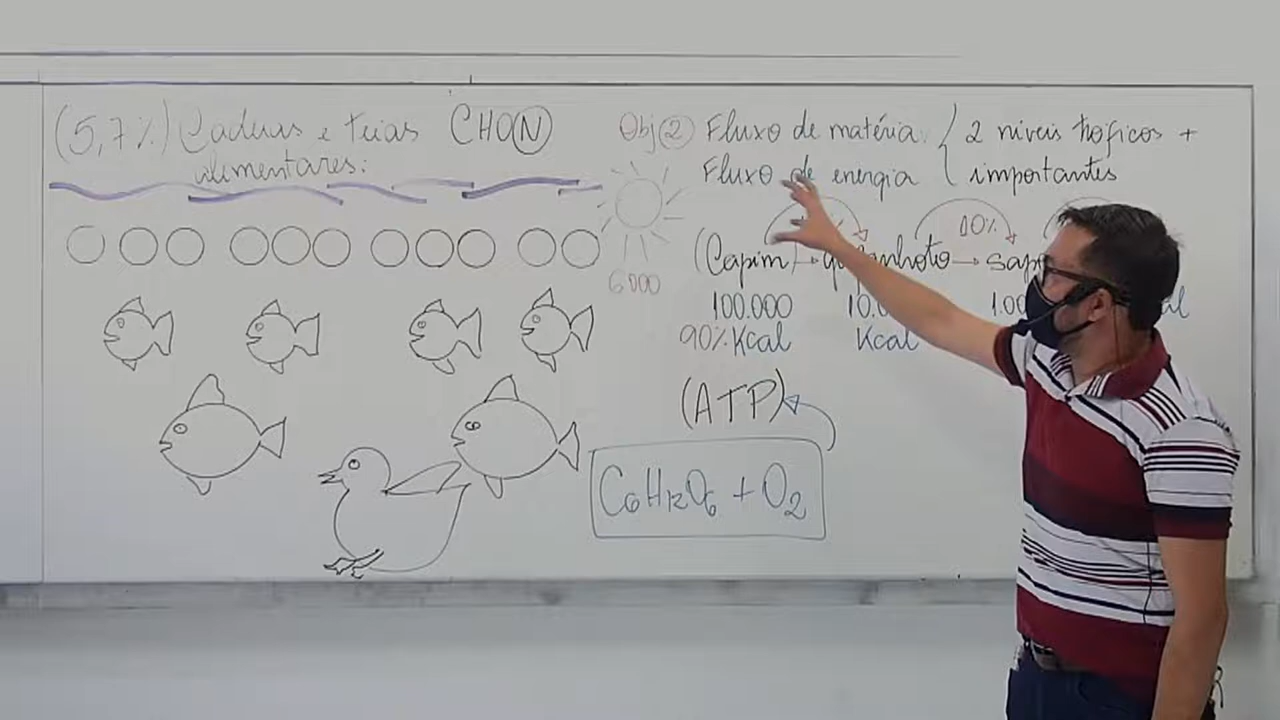 (5,7%) Cadeias e teias CHON
alimentares:
Obj 2 Fluxo de matéria. { 2 níveis tróficos +
Fluxo de energia importantes
6000
10%
(Capim) → → sapo
100.000
90% Kcal Kcal
(ATP)
C6H12O6 + O2